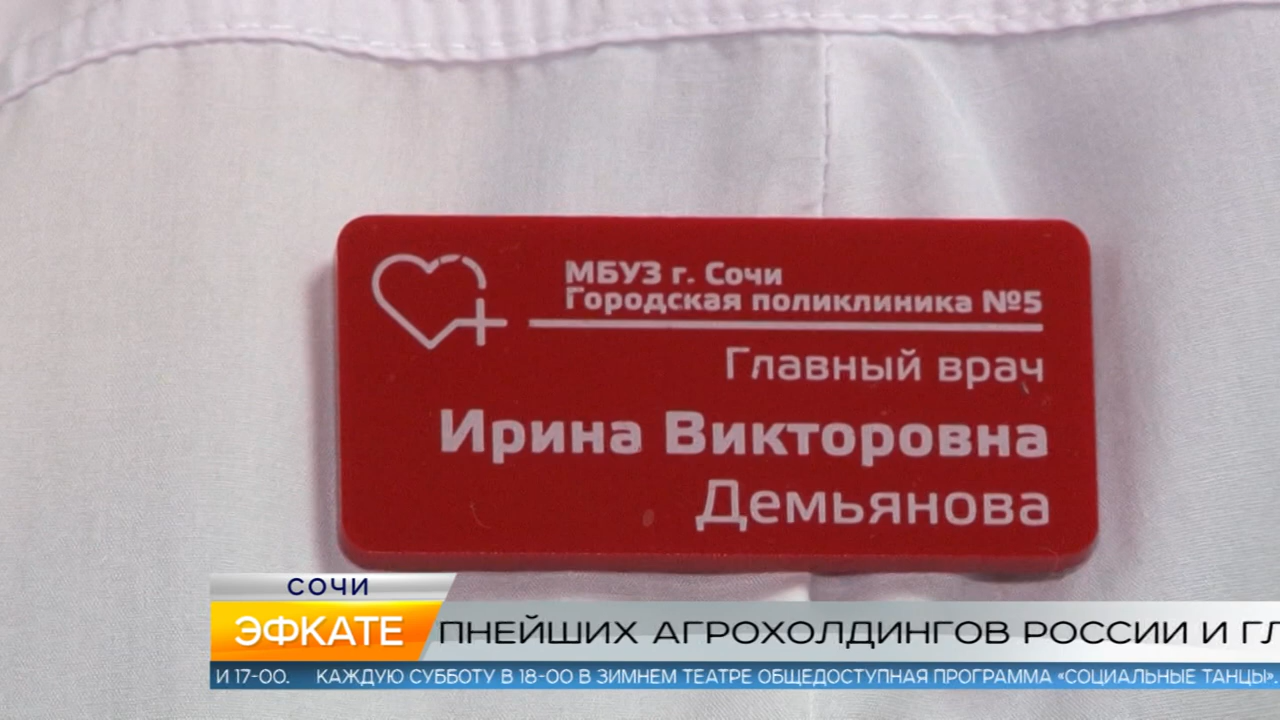 МБУЗ г. Сочи
Городская поликлиника №5
Главный врач
Ирина Викторовна
Демьянова
СОЧИ
ЭФКАТЕ
ПНЕЙШИХ АГРОХОЛДИНГОВ РОССИИ И ГЛ
И 17-00. КАЖДУЮ СУББОТУ В 18-00 В ЗИМНЕМ ТЕАТРЕ ОБЩЕДОСТУПНАЯ ПРОГРАММА «СОЦИАЛЬНЫЕ ТАНЦЫ».